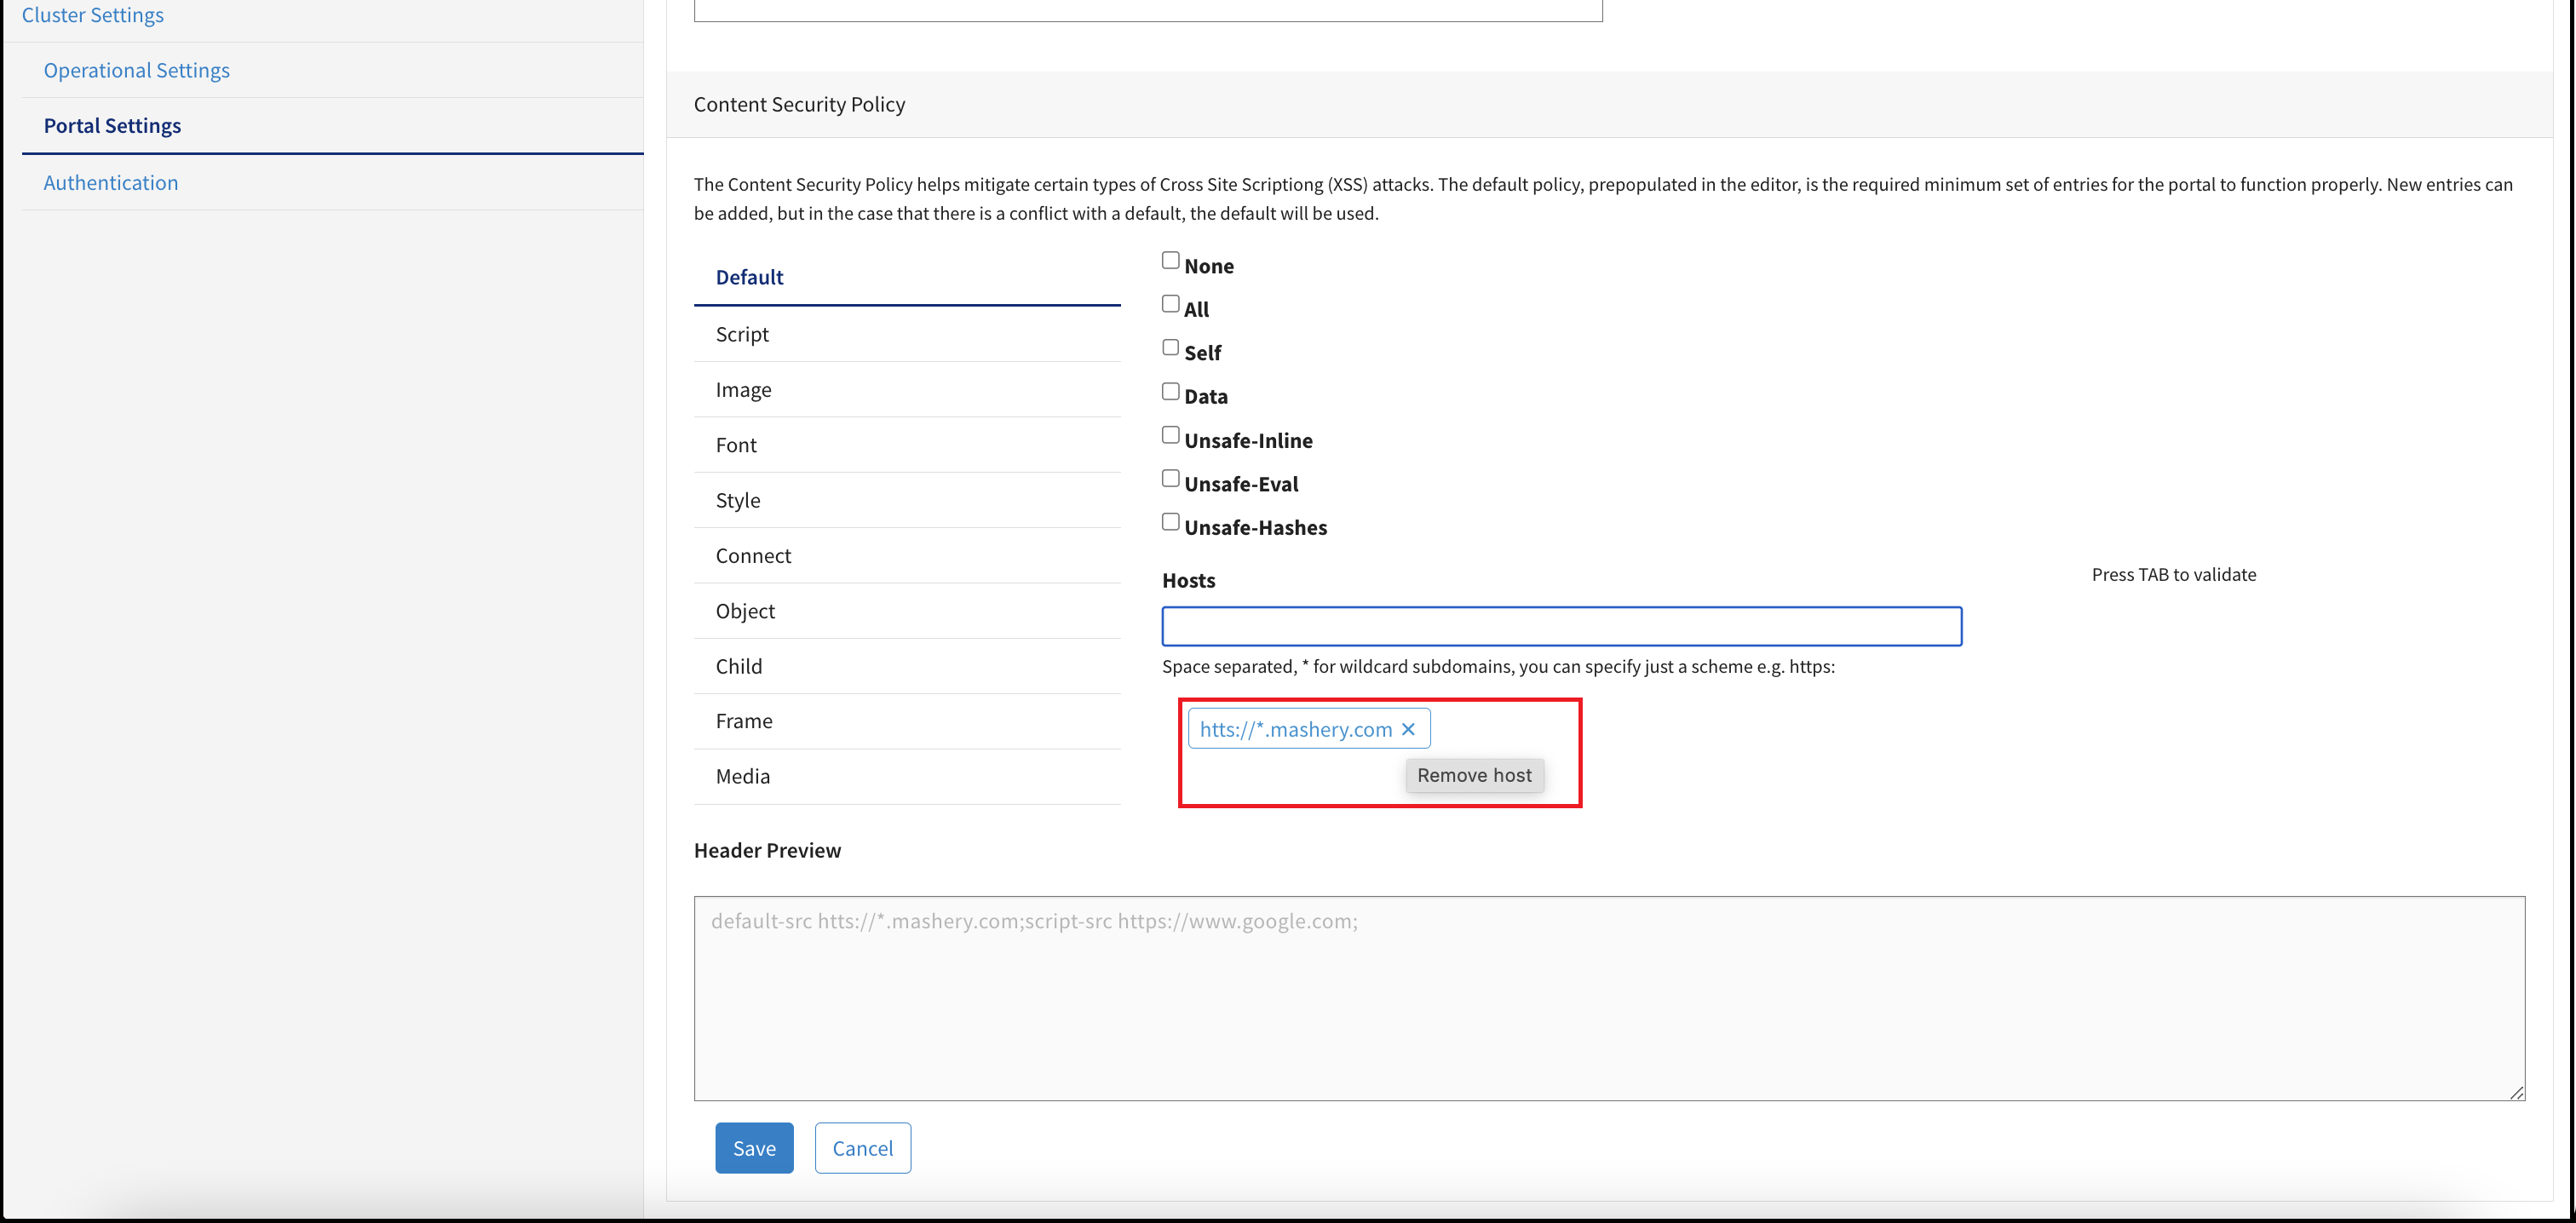 Cluster Settings
Operational Settings
Portal Settings
Authentication
Content Security Policy
The Content Security Policy helps mitigate certain types of Cross Site Scriptiong (XSS) attacks. The default policy, prepopulated in the editor, is the required minimum set of entries for the portal to function properly. New entries can
be added, but in the case that there is a conflict with a default, the default will be used.
Default
Script
Image
Font
Style
Connect
Object
Child
Frame
Media
None
All
Self
Data
Unsafe-Inline
Unsafe-Eval
Unsafe-Hashes
Hosts
Press TAB to validate
Space separated, * for wildcard subdomains, you can specify just a scheme e.g. https:
htts://*.mashery.com ✕
Remove host
Header Preview
default-src htts://*.mashery.com;script-src https://www.google.com;
Save
Cancel